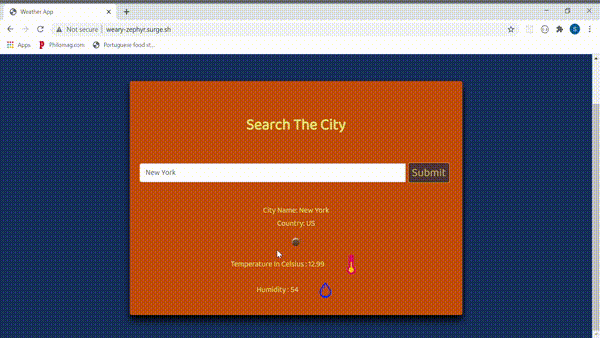 Weather App
Not secure | weary-zephyr.surge.sh
Apps
Philomag.com
Portuguese food st...
Search The City
New York
Submit
City Name: New York
Country: US
Temperature In Celsius : 12.99
Humidity : 54